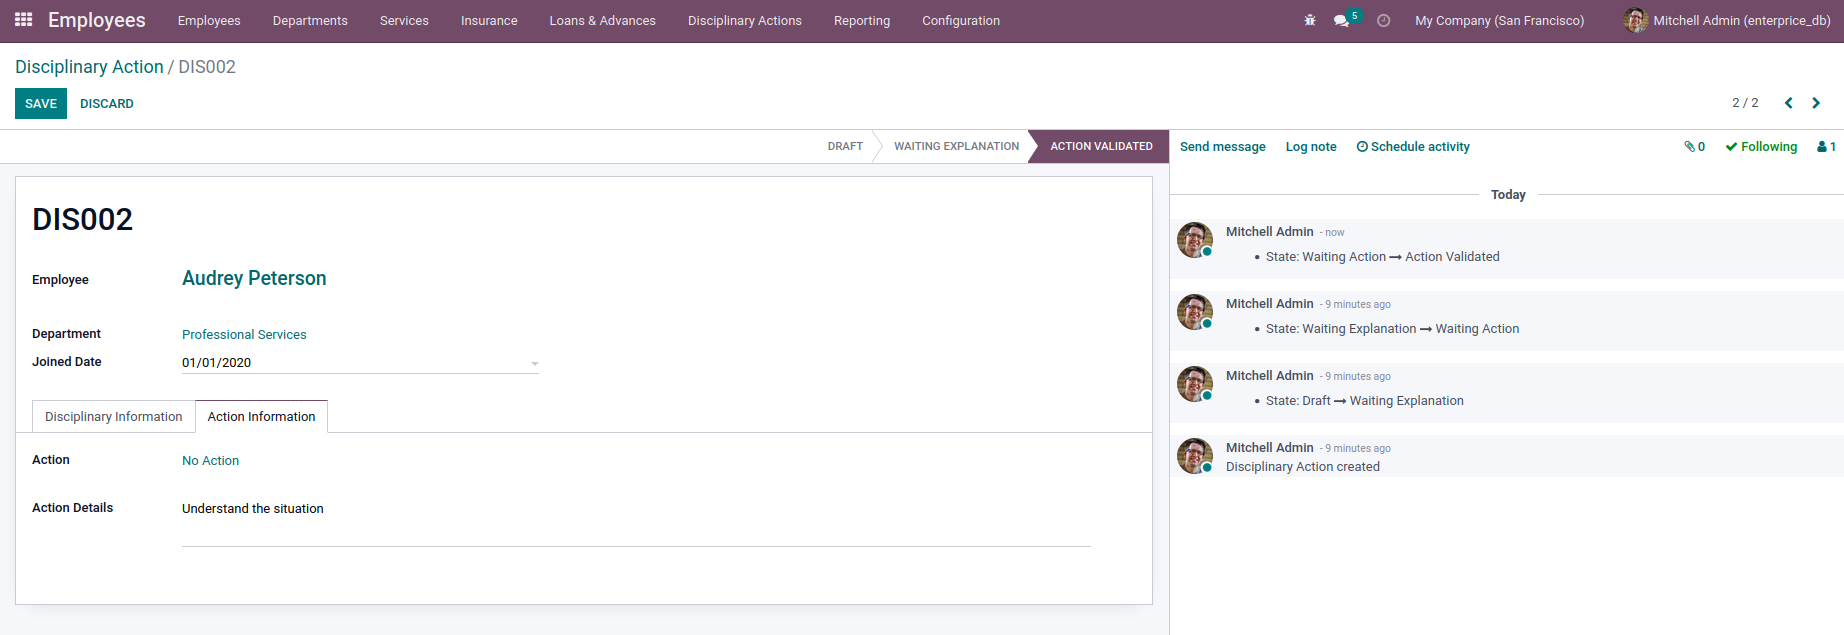 Employees Employees Departments Services Insurance Loans & Advances Disciplinary Actions Reporting Configuration 5 My Company (San Francisco) Mitchell Admin (enterprice_db)
Disciplinary Action / DIS002
SAVE DISCARD 2 / 2
DRAFT WAITING EXPLANATION ACTION VALIDATED
Send message Log note Schedule activity 0 Following 1
DIS002
Employee Audrey Peterson
Department Professional Services
Joined Date 01/01/2020
Disciplinary Information Action Information
Action No Action
Action Details Understand the situation
Today
Mitchell Admin - now
• State: Waiting Action → Action Validated
Mitchell Admin - 9 minutes ago
• State: Waiting Explanation → Waiting Action
Mitchell Admin - 9 minutes ago
• State: Draft → Waiting Explanation
Mitchell Admin - 9 minutes ago
Disciplinary Action created